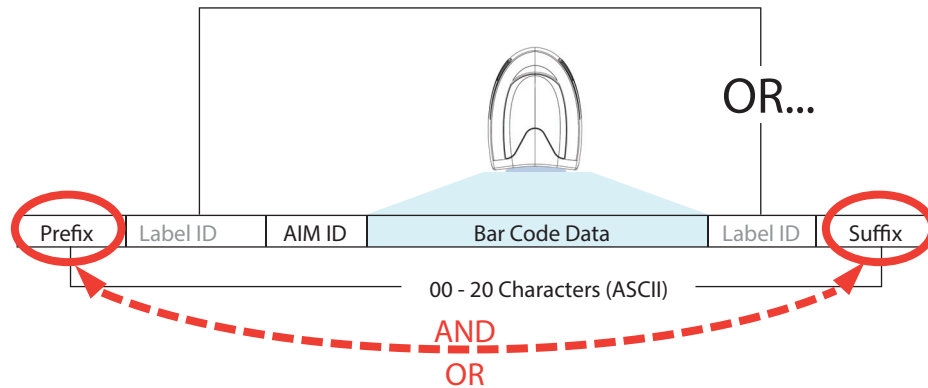 OR...
Prefix Label ID AIM ID Bar Code Data Label ID Suffix
00 - 20 Characters (ASCII)
AND
OR